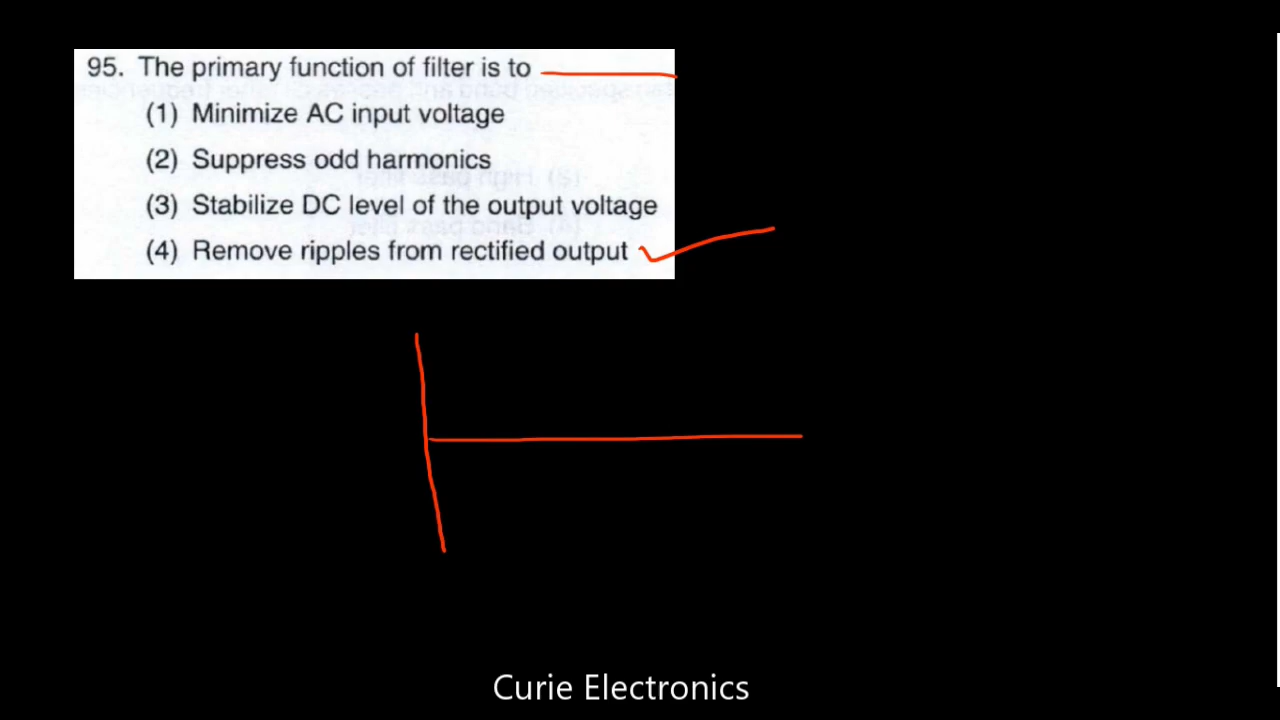 95. The primary function of filter is to
(1) Minimize AC input voltage
(2) Suppress odd harmonics
(3) Stabilize DC level of the output voltage
(4) Remove ripples from rectified output
Curie Electronics